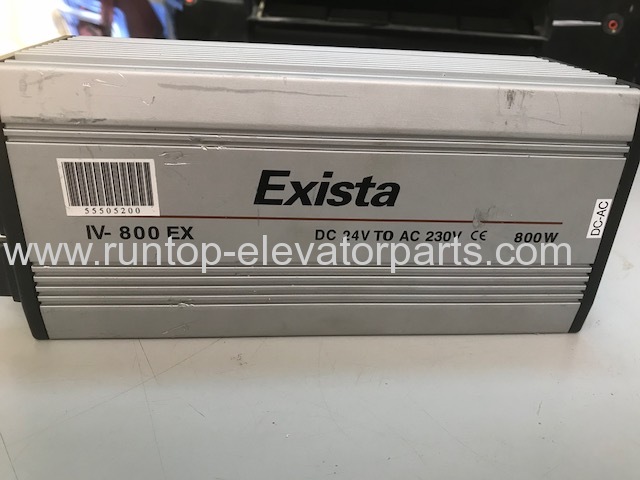 Exista
55505200
IV- 800 EX
DC 24V TO AC 230V CE 800W
DC-AC
www.runtop-elevatorparts.com